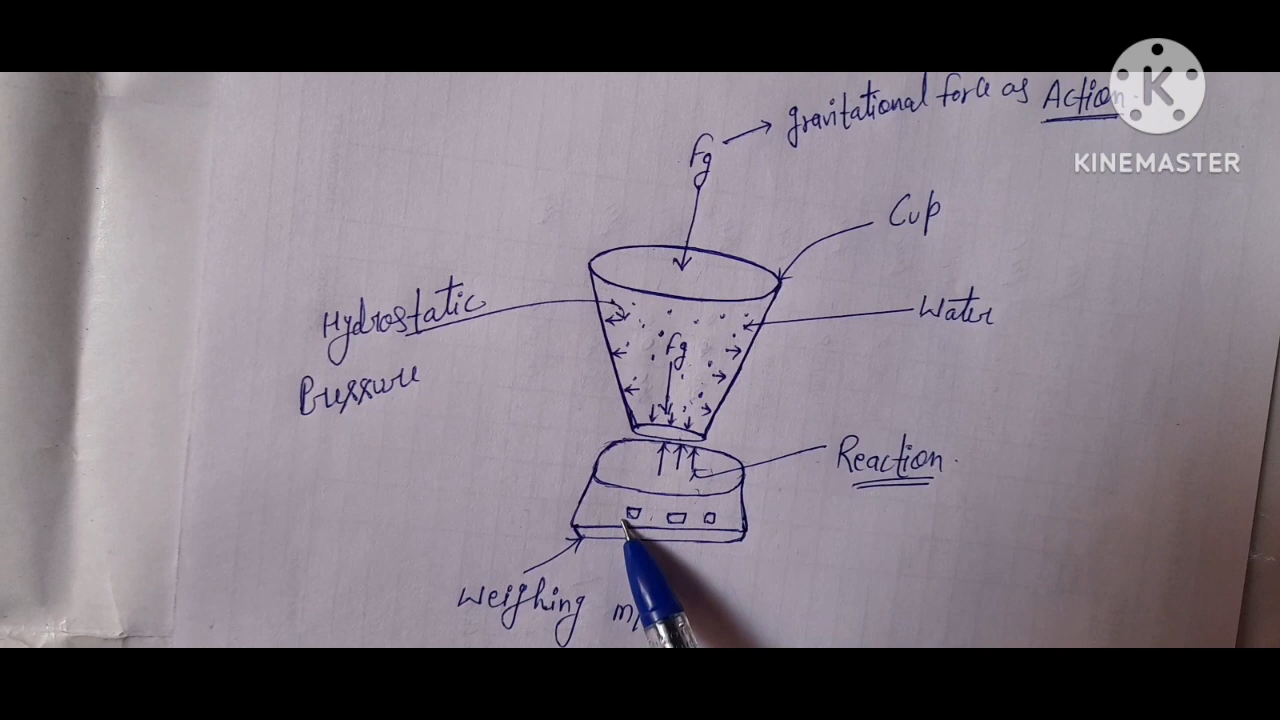 Fg → gravitational force as Action.
K
KINEMASTER
Cup
Hydrostatic
Pressure
Water
Fg
Reaction.
Weighing